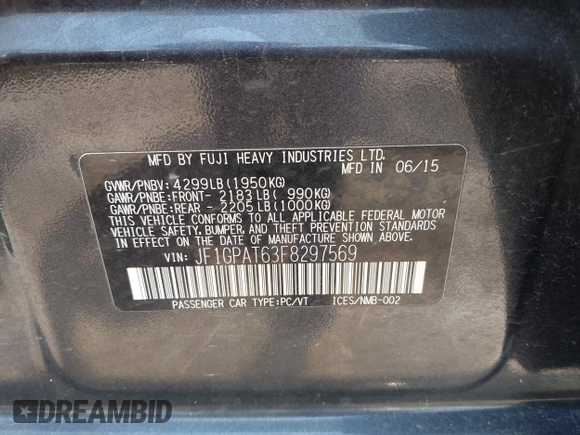 MFD BY FUJI HEAVY INDUSTRIES LTD.
MFD IN 06/15
GVWR/PNBV: 4299LB(1950KG)
GAWR/PNBE:FRONT- 2183LB( 990KG)
GAWR/PNBE:REAR - 2205LB(1000KG)
THIS VEHICLE CONFORMS TO ALL APPLICABLE FEDERAL MOTOR
VEHICLE SAFETY, BUMPER, AND THEFT PREVENTION STANDARDS
IN EFFECT ON THE DATE OF MANUFACTURE SHOWN ABOVE.
VIN: JF1GPAT63F8297569
PASSENGER CAR TYPE:PC/VT ICES/NMB-002
DREAMBID